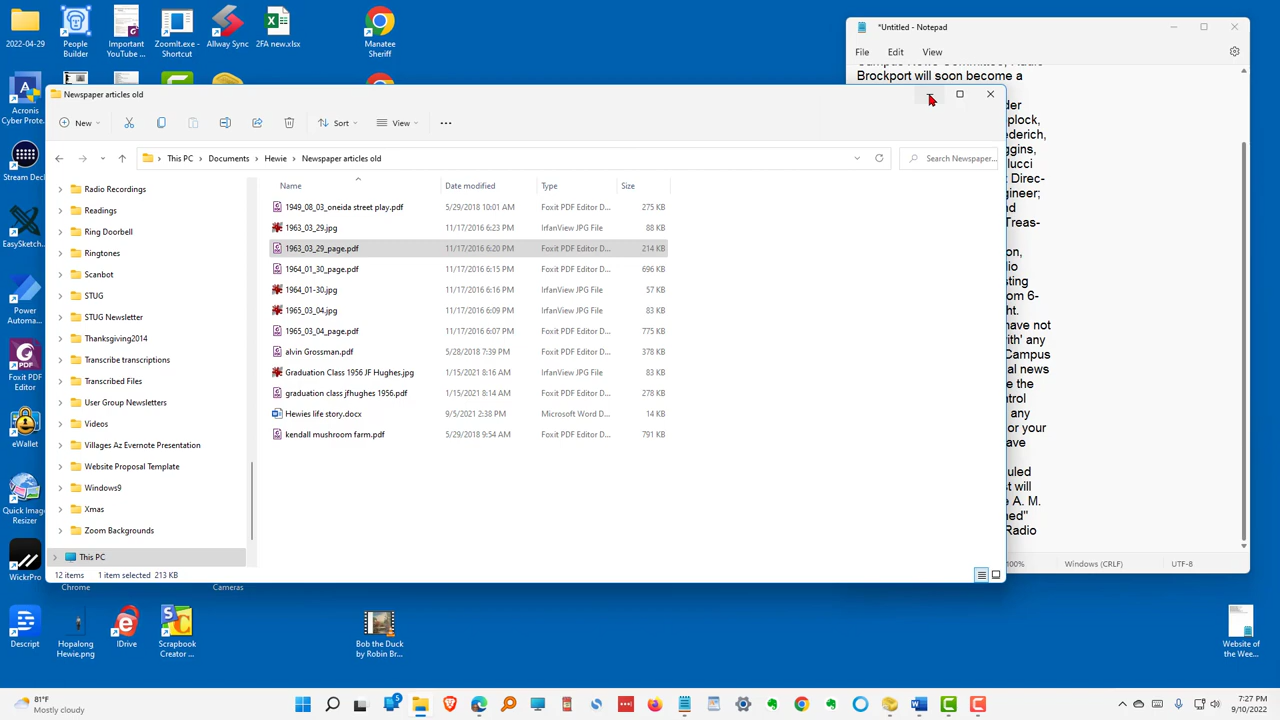 2022-04-29
People
Builder
Important
YouTube ...
ZoomIt.exe -
Shortcut
Allway Sync
2FA new.xlsx
Manatee
Sheriff
Acronis
Cyber Prote...
Stream Deck
EasySketch...
Power
Automa...
Foxit PDF
Editor
eWallet
Quick Image
Resizer
WickrPro
Chrome
Cameras
Descript
Hopalong
Hewie.png
IDrive
Scrapbook
Creator ...
Bob the Duck
by Robin Br...
Website of
the Wee...
Newspaper articles old
New
Sort
View
This PC > Documents > Hewie > Newspaper articles old
Search Newspaper...
Radio Recordings
Readings
Ring Doorbell
Ringtones
Scanbot
STUG
STUG Newsletter
Thanksgiving2014
Transcribe transcriptions
Transcribed Files
User Group Newsletters
Videos
Villages Az Evernote Presentation
Website Proposal Template
Windows9
Xmas
Zoom Backgrounds
This PC
Name Date modified Type Size
1949_08_03_oneida street play.pdf 5/29/2018 10:01 AM Foxit PDF Editor D... 275 KB
1963_03_29.jpg 11/17/2016 6:23 PM IrfanView JPG File 88 KB
1963_03_29_page.pdf 11/17/2016 6:20 PM Foxit PDF Editor D... 214 KB
1964_01_30_page.pdf 11/17/2016 6:15 PM Foxit PDF Editor D... 696 KB
1964_01-30.jpg 11/17/2016 6:16 PM IrfanView JPG File 57 KB
1965_03_04.jpg 11/17/2016 6:09 PM IrfanView JPG File 83 KB
1965_03_04_page.pdf 11/17/2016 6:07 PM Foxit PDF Editor D... 775 KB
alvin Grossman.pdf 5/28/2018 7:39 PM Foxit PDF Editor D... 378 KB
Graduation Class 1956 JF Hughes.jpg 1/15/2021 8:16 AM IrfanView JPG File 83 KB
graduation class jfhughes 1956.pdf 1/15/2021 8:14 AM Foxit PDF Editor D... 278 KB
Hewies life story.docx 9/5/2021 2:38 PM Microsoft Word D... 14 KB
kendall mushroom farm.pdf 5/29/2018 9:54 AM Foxit PDF Editor D... 791 KB
12 items 1 item selected 213 KB
*Untitled - Notepad
File Edit View
Brockport will soon become a
der
plock,
ederich,
ggins,
lucci
t Direc-
gineer;
nd
Treas-
on,
dio
sting
om 6-
ht.
have not
with' any
Campus
al news
e the
ntrol
any
or your
ave
uled
st will
e A. M.
ned"
Radio
100% Windows (CRLF) UTF-8
81°F
Mostly cloudy
5
7:27 PM
9/10/2022